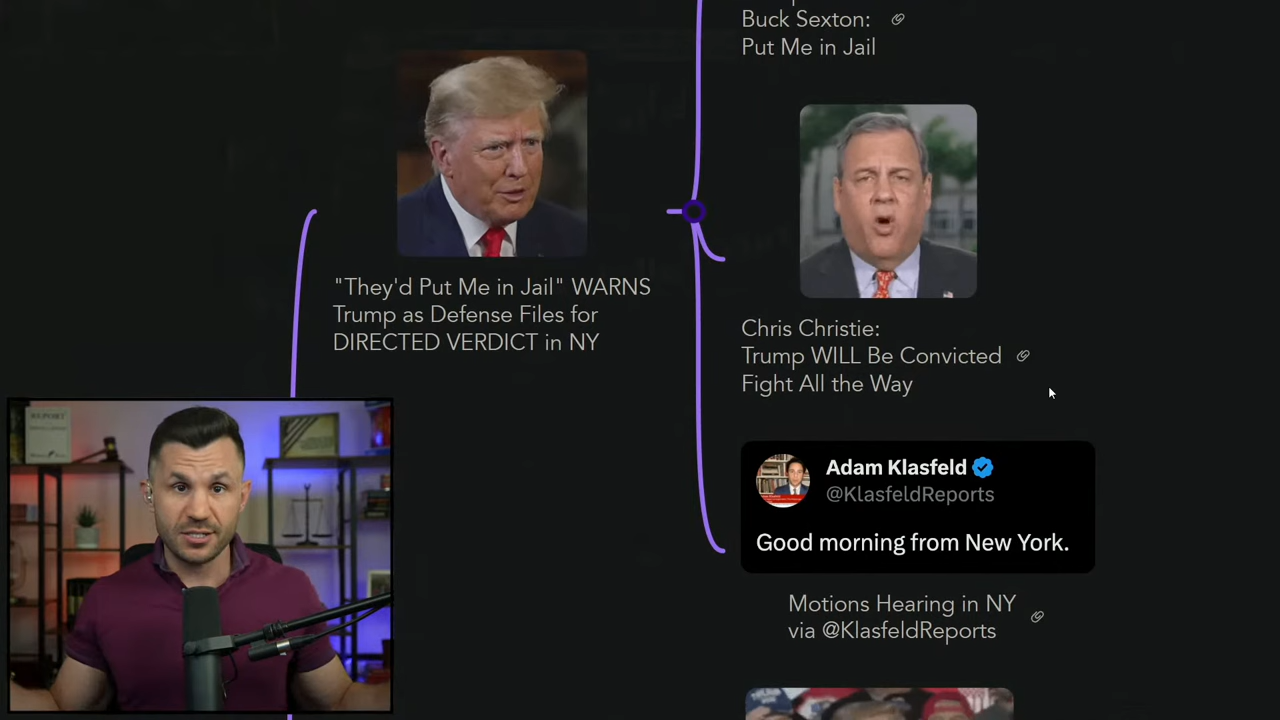 Buck Sexton:
Put Me in Jail
"They'd Put Me in Jail" WARNS
Trump as Defense Files for
DIRECTED VERDICT in NY
Chris Christie:
Trump WILL Be Convicted
Fight All the Way
Adam Klasfeld
@KlasfeldReports
Good morning from New York.
Motions Hearing in NY
via @KlasfeldReports